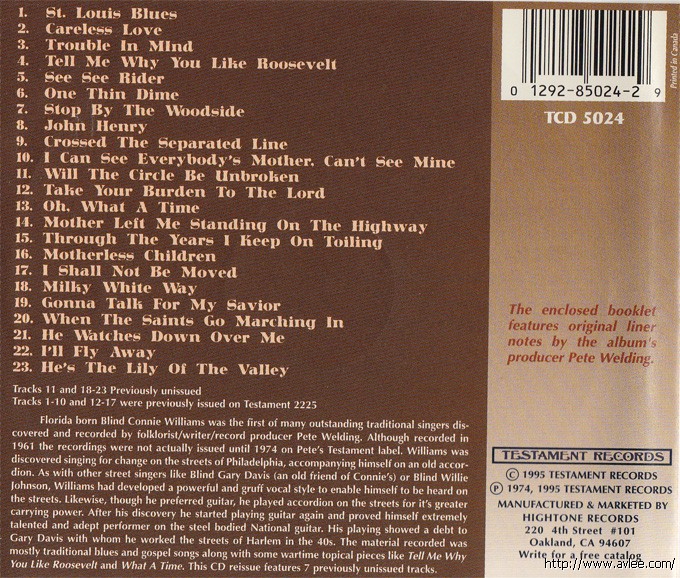 1. St. Louis Blues
2. Careless Love
3. Trouble In Mind
4. Tell Me Why You Like Roosevelt
5. See See Rider
6. One Thin Dime
7. Stop By The Woodside
8. John Henry
9. Crossed The Separated Line
10. I Can See Everybody's Mother, Can't See Mine
11. Will The Circle Be Unbroken
12. Take Your Burden To The Lord
13. Oh, What A Time
14. Mother Left Me Standing On The Highway
15. Through The Years I Keep On Toiling
16. Motherless Children
17. I Shall Not Be Moved
18. Milky White Way
19. Gonna Talk For My Savior
20. When The Saints Go Marching In
21. He Watches Down Over Me
22. I'll Fly Away
23. He's The Lily Of The Valley
Tracks 11 and 18-23 Previously unissued
Tracks 1-10 and 12-17 were previously issued on Testament 2225
Florida born Blind Connie Williams was the first of many outstanding traditional singers dis-
covered and recorded by folklorist/writer/record producer Pete Welding. Although recorded in
1961 the recordings were not actually issued until 1974 on Pete's Testament label. Williams was
discovered singing for change on the streets of Philadelphia, accompanying himself on an old accor-
dion. As with other street singers like Blind Gary Davis (an old friend of Connie's) or Blind Willie
Johnson, Williams had developed a powerful and gruff vocal style to enable himself to be heard on
the streets. Likewise, though he preferred guitar, he played accordion on the streets for it's greater
carrying power. After his discovery he started playing guitar again and proved himself extremely
talented and adept performer on the steel bodied National guitar. His playing showed a debt to
Gary Davis with whom he worked the streets of Harlem in the 40s. The material recorded was
mostly traditional blues and gospel songs along with some wartime topical pieces like Tell Me Why
You Like Roosevelt and What A Time. This CD reissue features 7 previously unissued tracks.
0 1292-85024-2 9
Printed in Canada
TCD 5024
The enclosed booklet
features original liner
notes by the album's
producer Pete Welding.
TESTAMENT RECORDS
© 1995 TESTAMENT RECORDS
℗ 1974, 1995 TESTAMENT RECORDS
MANUFACTURED & MARKETED BY
HIGHTONE RECORDS
220 4th Street #101
Oakland, CA 94607
Write for a free catalog
http://www.avlee.com/